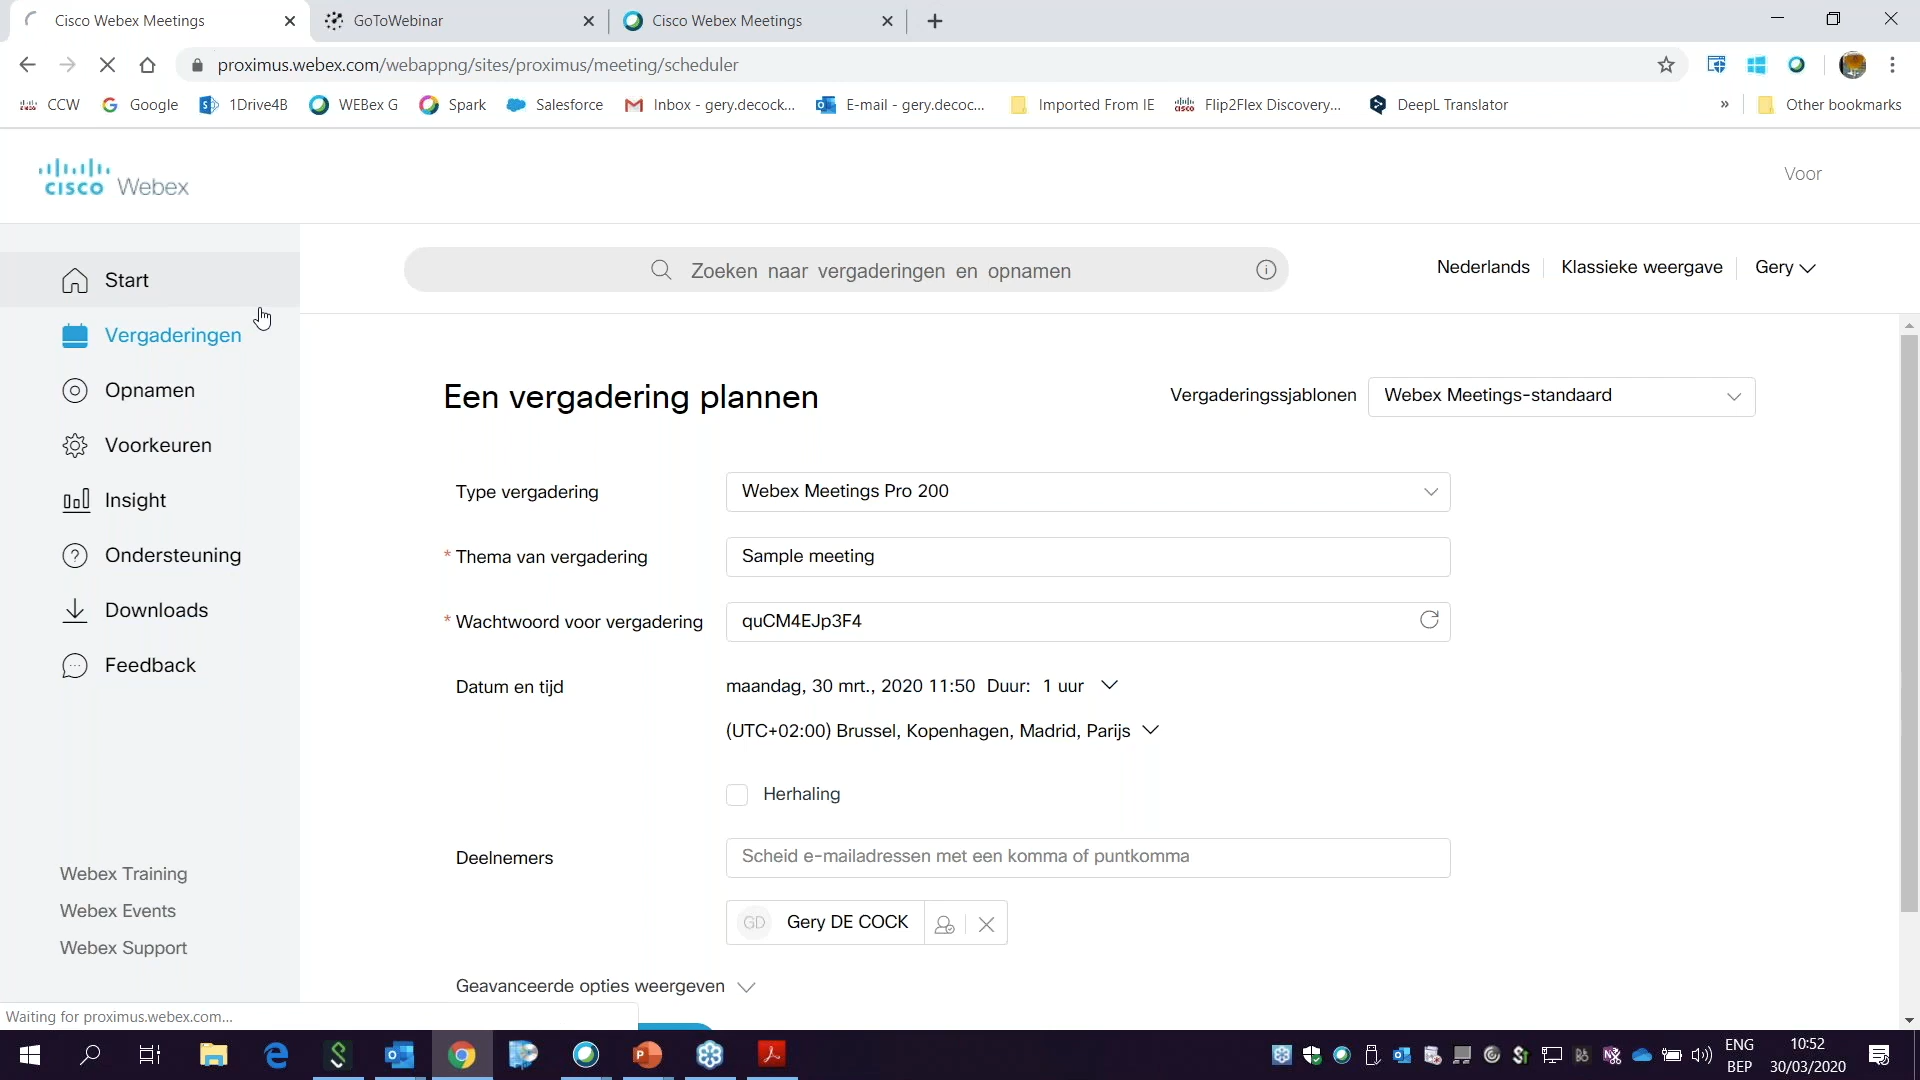 Cisco Webex Meetings
GoToWebinar
Cisco Webex Meetings
proximus.webex.com/webappng/sites/proximus/meeting/scheduler
CCW
Google
1Drive4B
WEBex G
Spark
Salesforce
Inbox - gery.decock...
E-mail - gery.decoc...
Imported From IE
Flip2Flex Discovery...
DeepL Translator
»
Other bookmarks
CISCO Webex
Voor
Start
Vergaderingen
Opnamen
Voorkeuren
Insight
Ondersteuning
Downloads
Feedback
Webex Training
Webex Events
Webex Support
Zoeken naar vergaderingen en opnamen
Nederlands
Klassieke weergave
Gery
Een vergadering plannen
Vergaderingssjablonen
Webex Meetings-standaard
Type vergadering
Webex Meetings Pro 200
* Thema van vergadering
Sample meeting
* Wachtwoord voor vergadering
quCM4EJp3F4
Datum en tijd
maandag, 30 mrt., 2020 11:50 Duur: 1 uur
(UTC+02:00) Brussel, Kopenhagen, Madrid, Parijs
Herhaling
Deelnemers
Scheid e-mailadressen met een komma of puntkomma
GD
Gery DE COCK
Geavanceerde opties weergeven
Waiting for proximus.webex.com...
ENG
BEP
10:52
30/03/2020